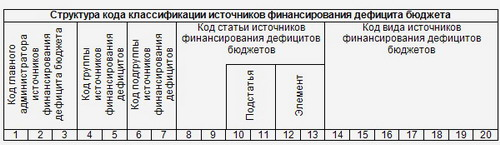 Структура кода классификации источников финансирования дефицита бюджета
Код главного
администратора
источников
финансирования
дефицита бюджета
Код группы
источников
финансирования
дефицитов
Код подгруппы
источников
финансирования
дефицитов
Код статьи источников
финансирования дефицитов
бюджетов
Подстатья
Элемент
Код вида источников
финансирования дефицитов
бюджетов
1 2 3 4 5 6 7 8 9 10 11 12 13 14 15 16 17 18 19 20